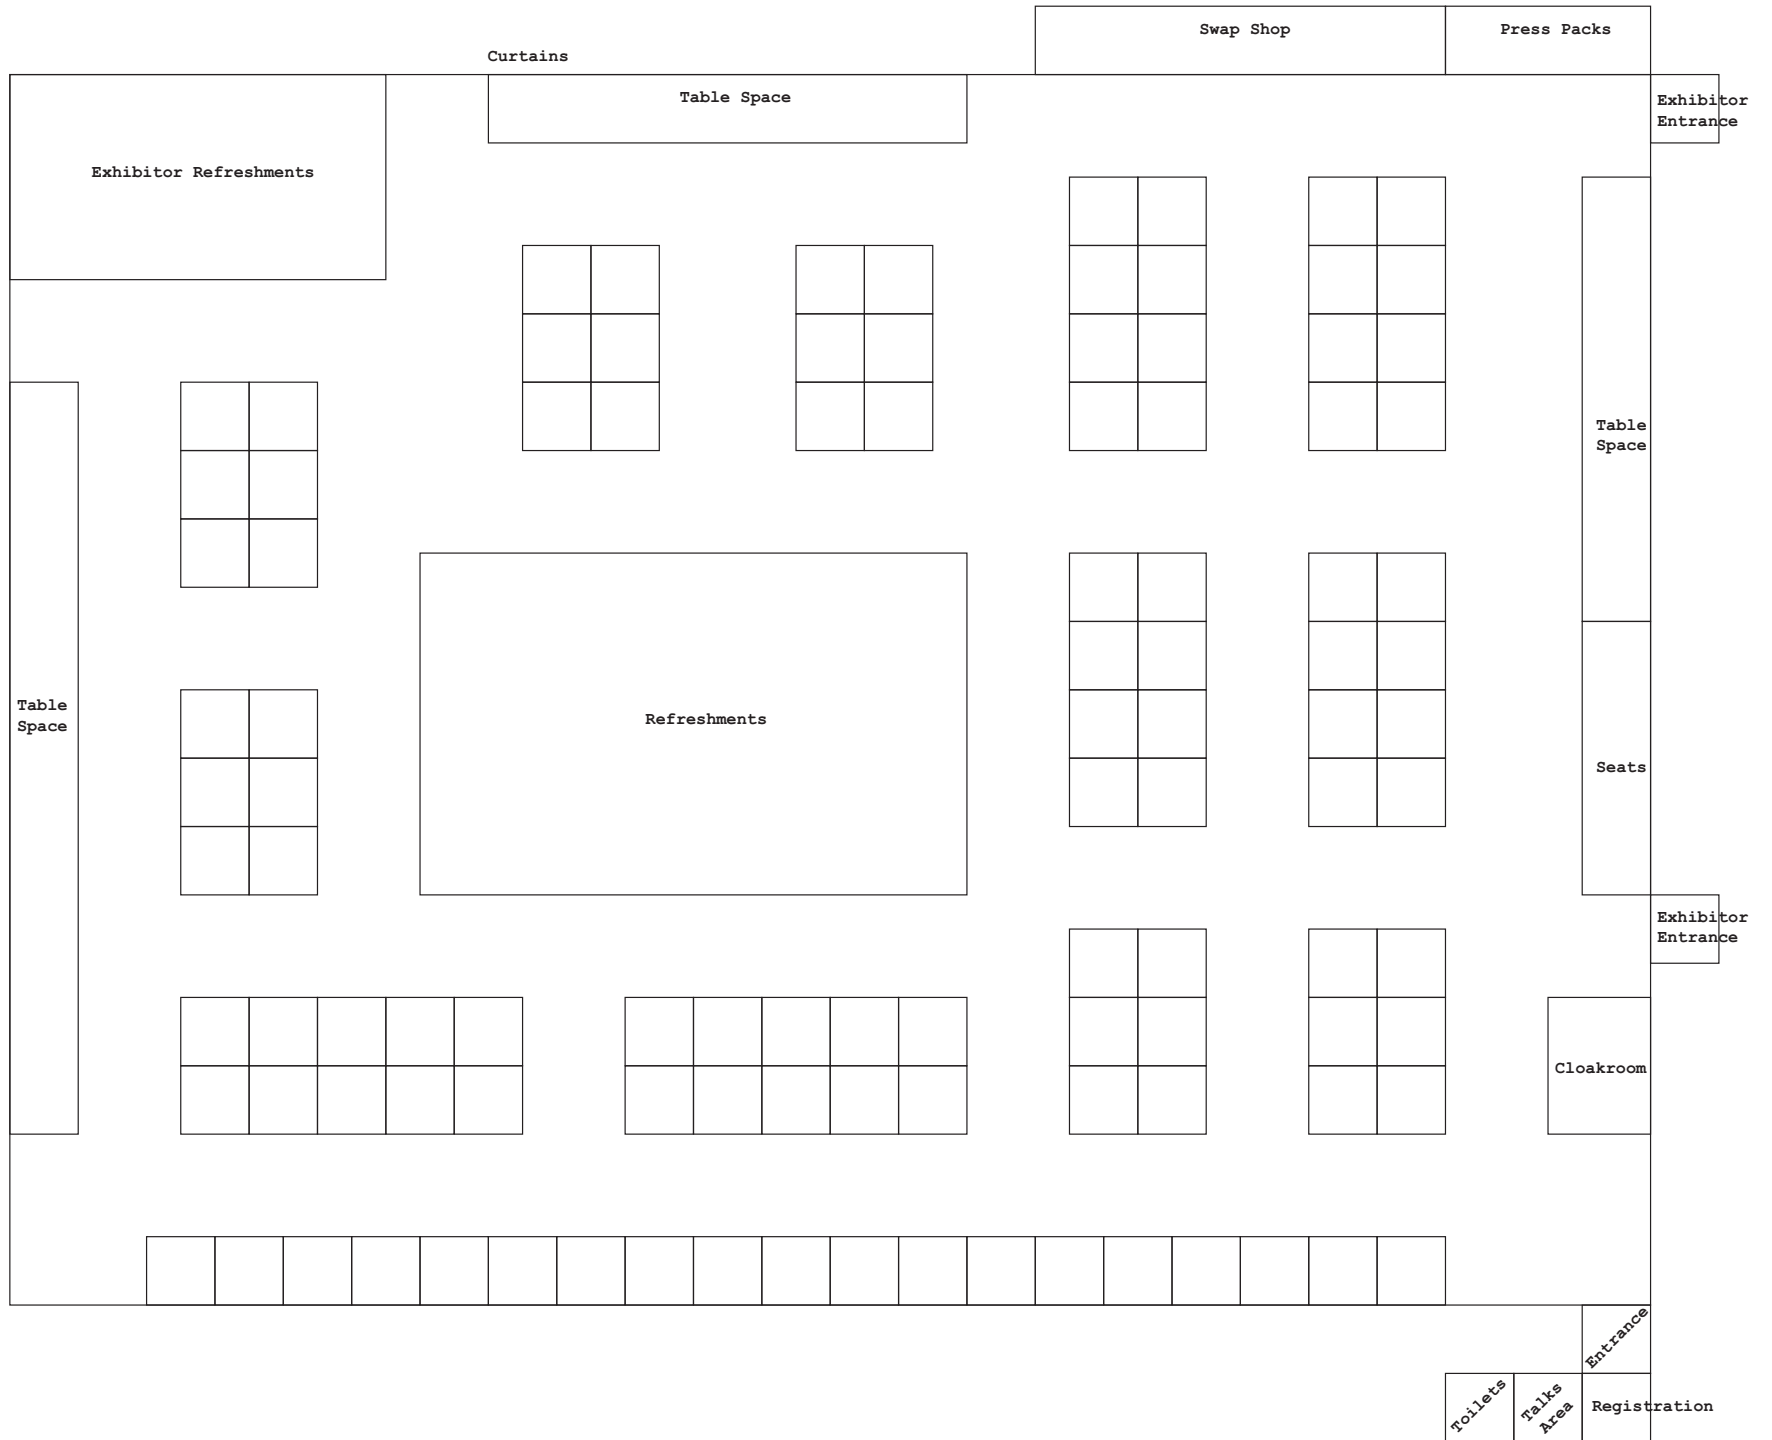 Swap Shop
Press Packs
Curtains
Table Space
Exhibitor
Entrance
Exhibitor Refreshments
Table
Space
Table
Space
Refreshments
Seats
Exhibitor
Entrance
Cloakroom
Entrance
Toilets
Talks
Area
Registration